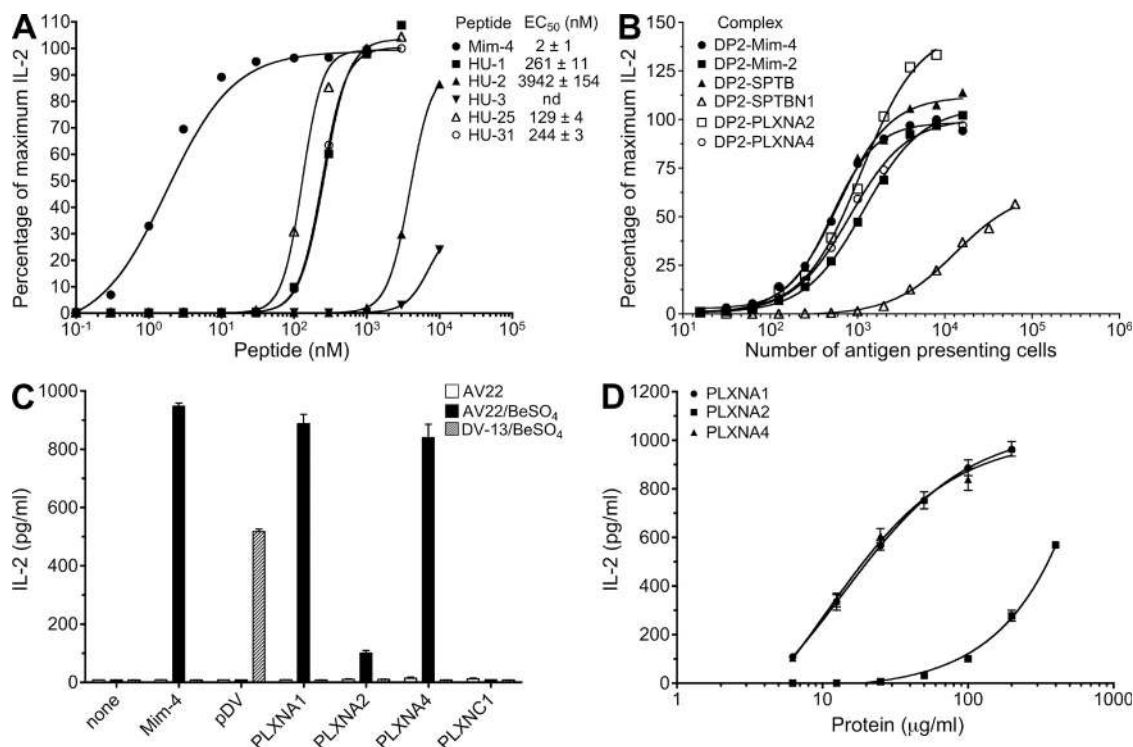 A
Percentage of maximum IL-2
110
100
90
80
70
60
50
40
30
20
10
0
10⁻¹ 10⁰ 10¹ 10² 10³ 10⁴ 10⁵
Peptide (nM)
Peptide EC₅₀ (nM)
Mim-4 2 ± 1
HU-1 261 ± 11
HU-2 3942 ± 154
HU-3 nd
HU-25 129 ± 4
HU-31 244 ± 3
B
Percentage of maximum IL-2
150
125
100
75
50
25
0
10² 10³ 10⁴ 10⁵ 10⁶
Number of antigen presenting cells
Complex
DP2-Mim-4
DP2-Mim-2
DP2-SPTB
DP2-SPTBN1
DP2-PLXNA2
DP2-PLXNA4
C
IL-2 (pg/ml)
1000
800
600
400
200
0
none Mim-4 pDV PLXNA1 PLXNA2 PLXNA4 PLXNC1
AV22
AV22/BeSO₄
DV-13/BeSO₄
D
IL-2 (pg/ml)
1200
1000
800
600
400
200
0
1 10 100 1000
Protein (μg/ml)
PLXNA1
PLXNA2
PLXNA4